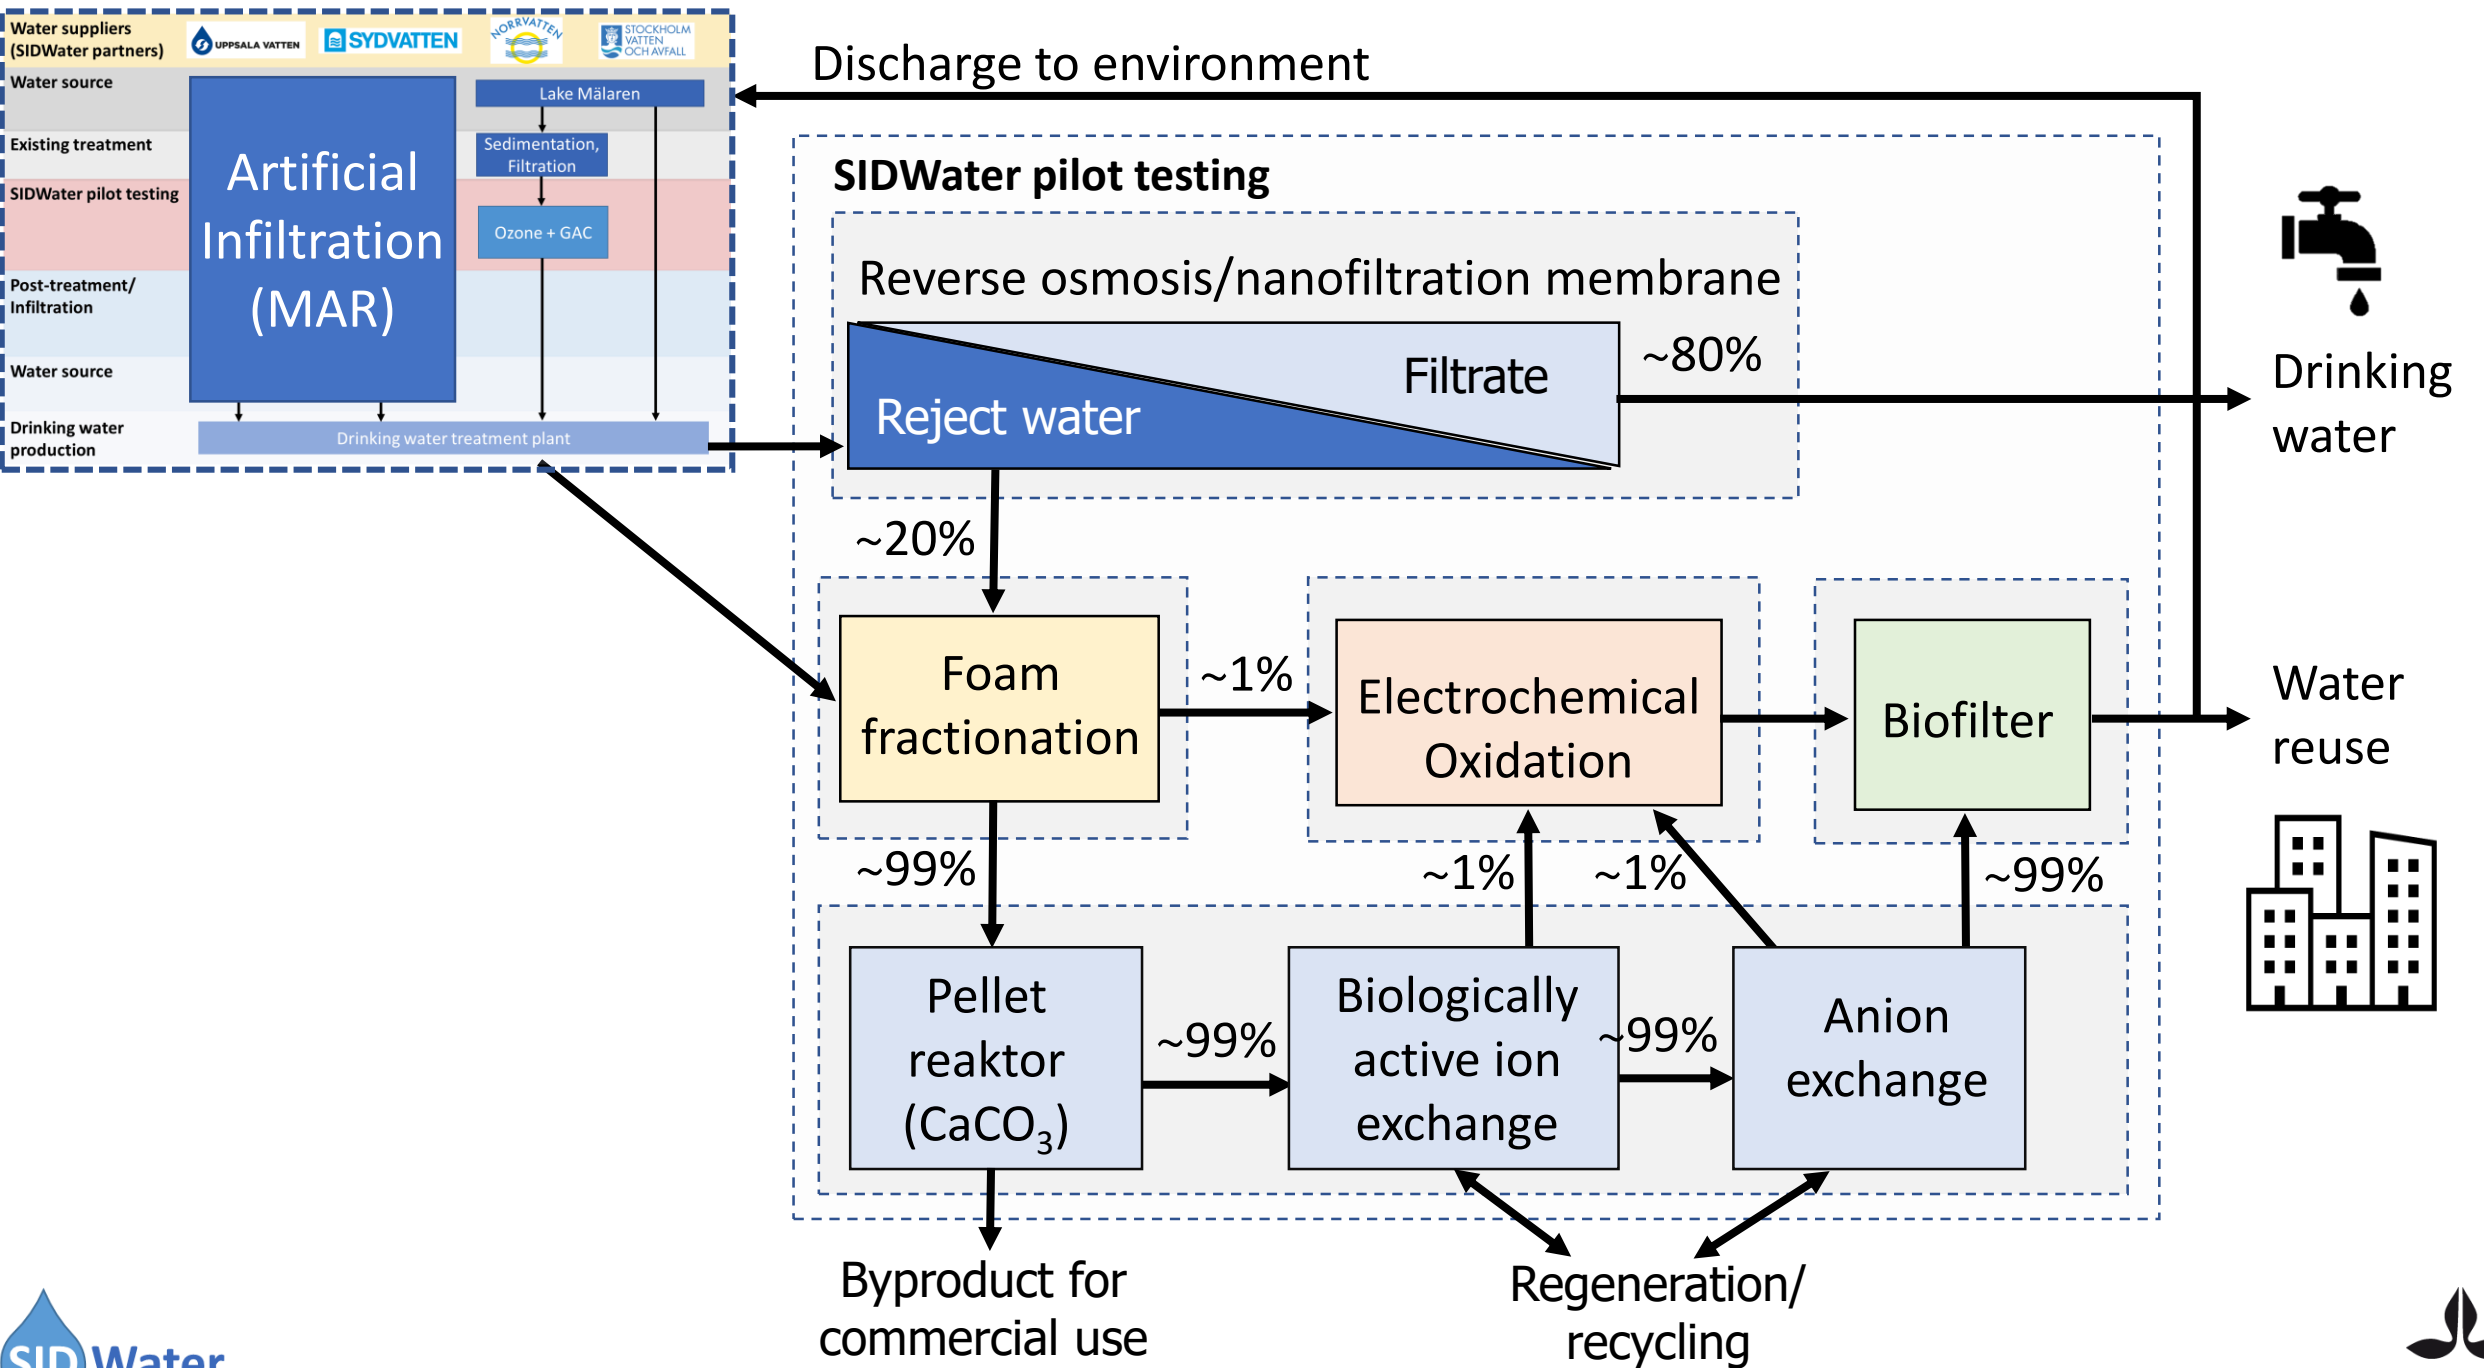 Water suppliers
(SIDWater partners)
UPPSALA VATTEN
SYDVATTEN
NORRVATTEN
STOCKHOLM
VATTEN
OCH AVFALL
Water source
Lake Mälaren
Existing treatment
Sedimentation,
Filtration
SIDWater pilot testing
Ozone + GAC
Artificial
Infiltration
(MAR)
Post-treatment/
Infiltration
Water source
Drinking water
production
Drinking water treatment plant
Discharge to environment
SIDWater pilot testing
Reverse osmosis/nanofiltration membrane
Filtrate
~80%
Reject water
Drinking
water
~20%
Foam
fractionation
~1%
Electrochemical
Oxidation
Biofilter
Water
reuse
~99%
~1%
~1%
~99%
Pellet
reaktor
(CaCO₃)
~99%
Biologically
active ion
exchange
~99%
Anion
exchange
Byproduct for
commercial use
Regeneration/
recycling
SID Water